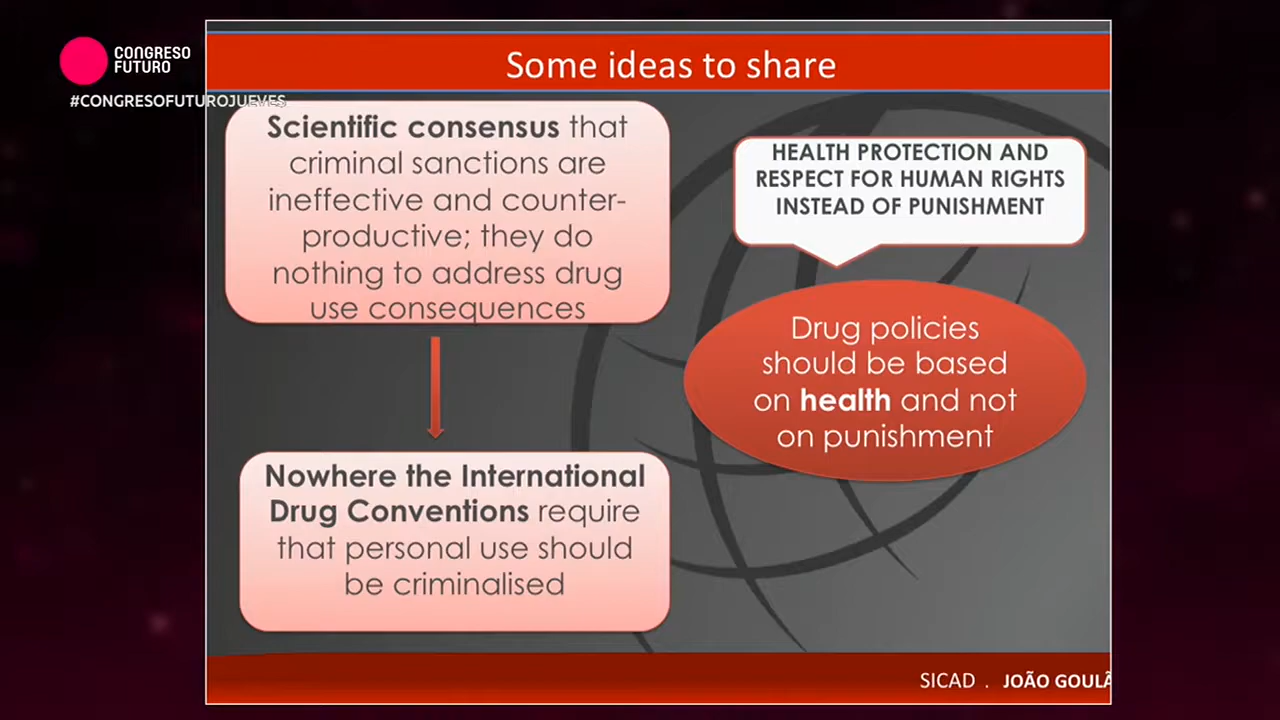 CONGRESO
FUTURO
#CONGRESOFUTUROJUEVES
Some ideas to share
Scientific consensus that
criminal sanctions are
ineffective and counter-
productive; they do
nothing to address drug
use consequences
Nowhere the International
Drug Conventions require
that personal use should
be criminalised
HEALTH PROTECTION AND
RESPECT FOR HUMAN RIGHTS
INSTEAD OF PUNISHMENT
Drug policies
should be based
on health and not
on punishment
SICAD . JOÃO GOULÃ